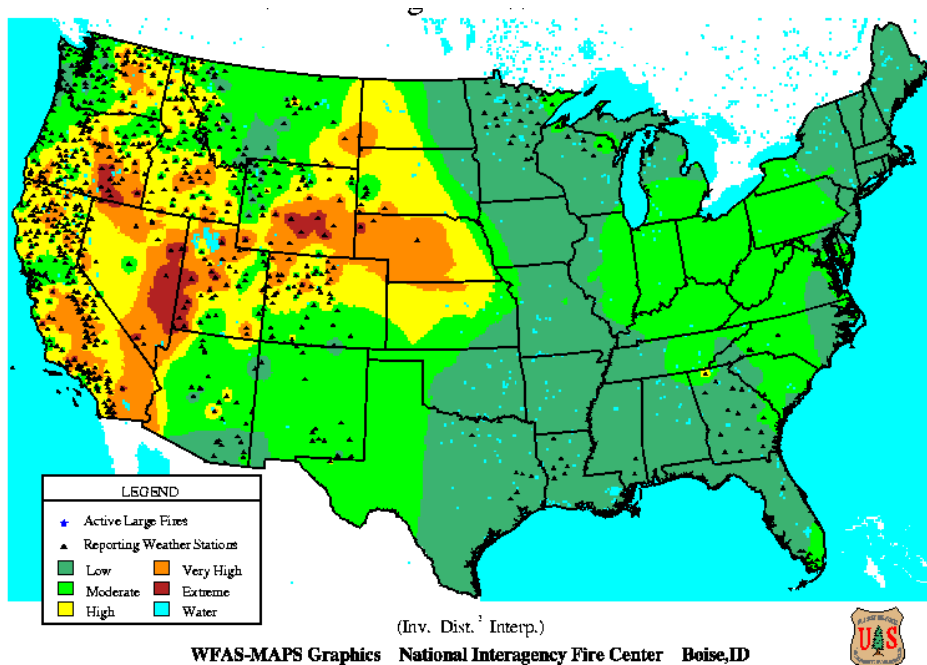 LEGEND
Active Large Fires
Reporting Weather Stations
Low
Very High
Moderate
Extreme
High
Water
(Inv. Dist.² Interp.)
WFAS-MAPS Graphics National Interagency Fire Center Boise,ID
U S